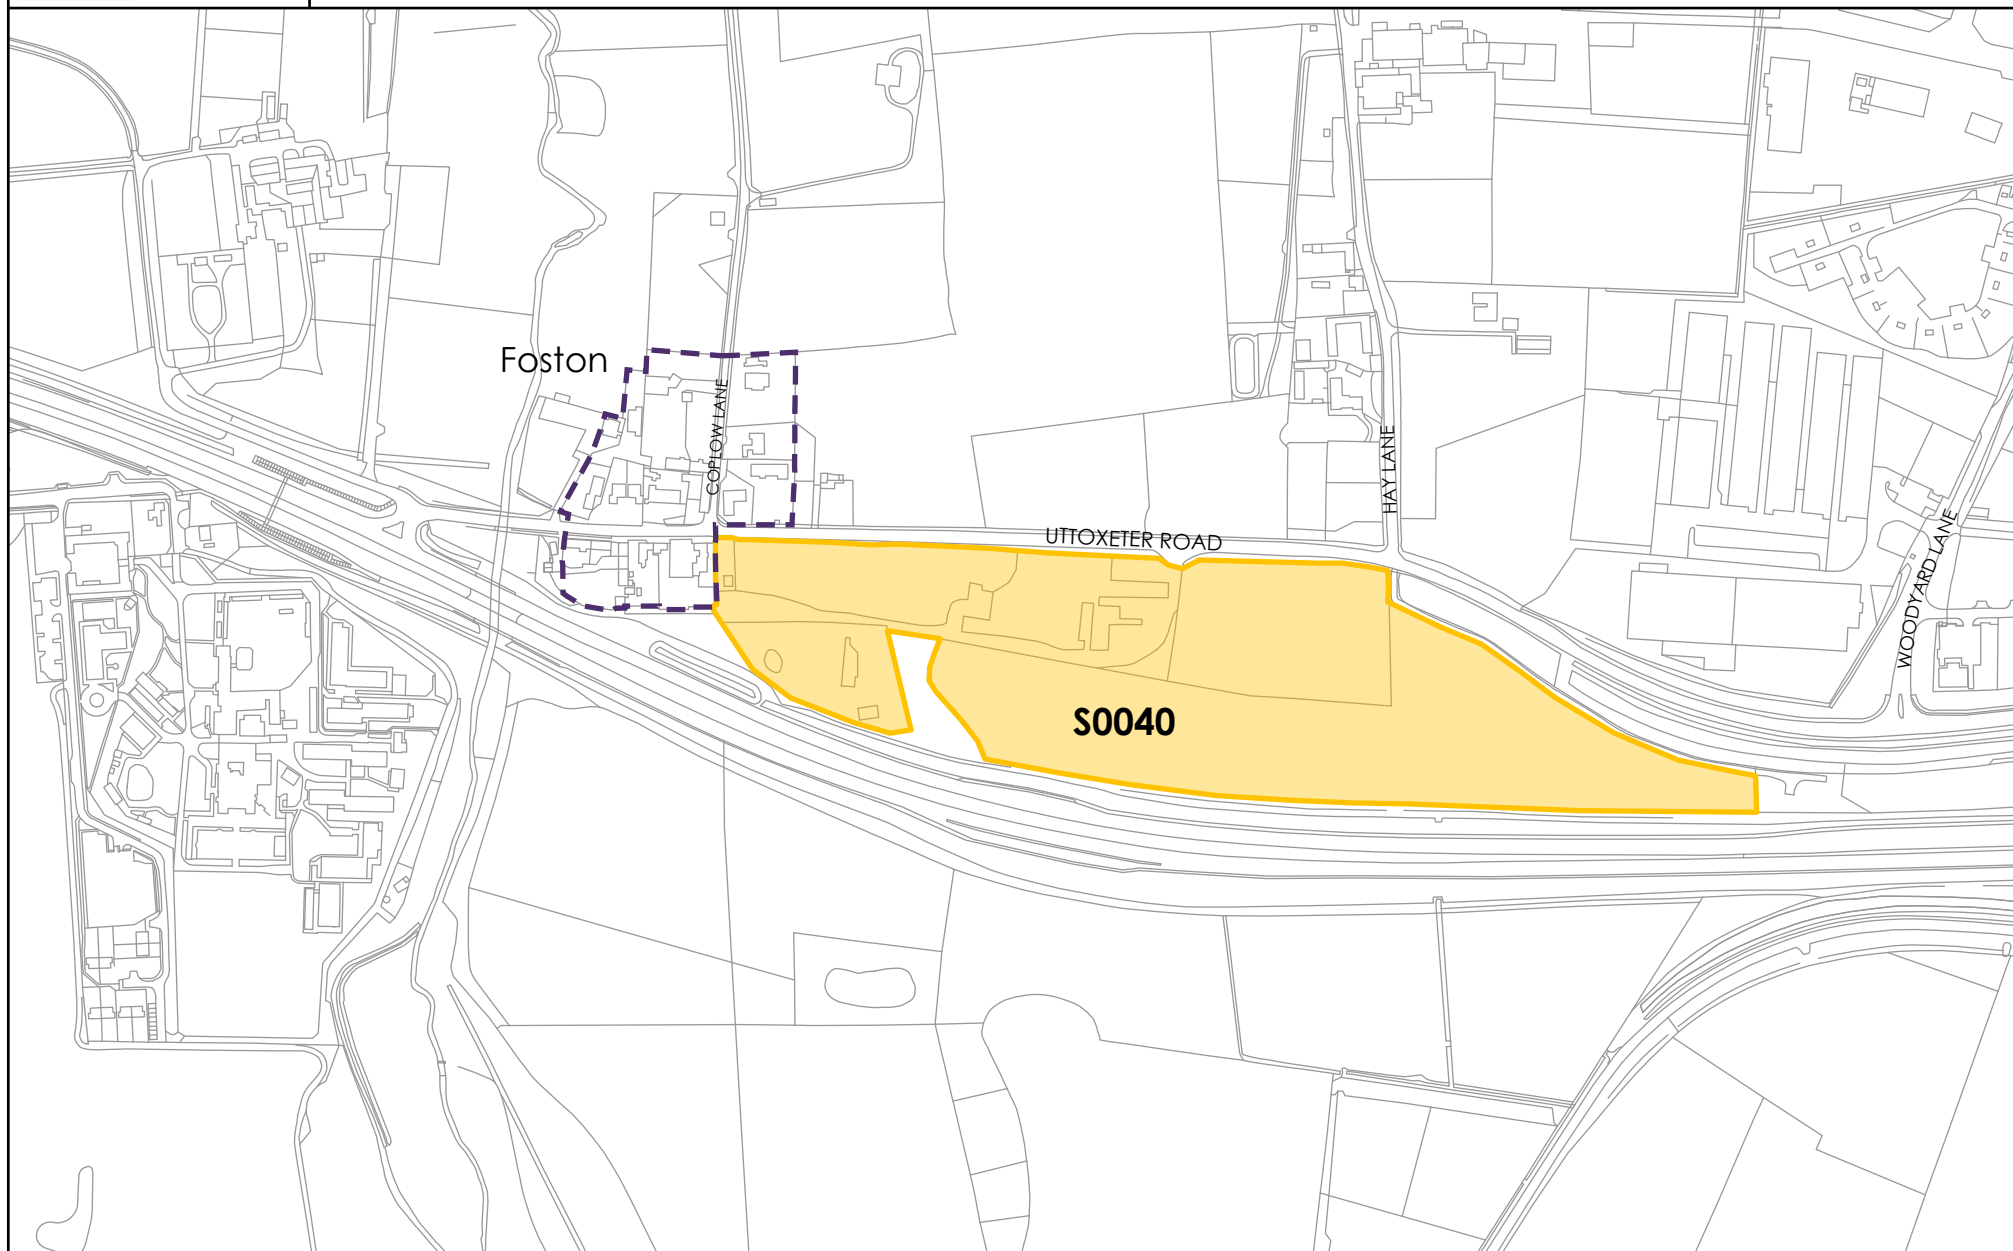 Foston
COPLOW LANE
UTTOXETER ROAD
HAY LANE
WOODYARD LANE
S0040